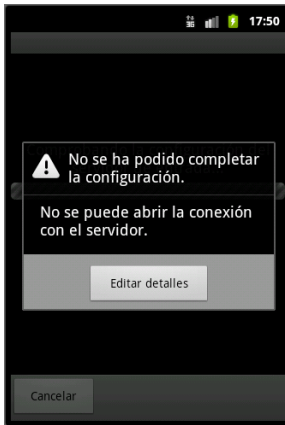 3G 17:50
No se ha podido completar
la configuración.
No se puede abrir la conexión
con el servidor.
Editar detalles
Cancelar